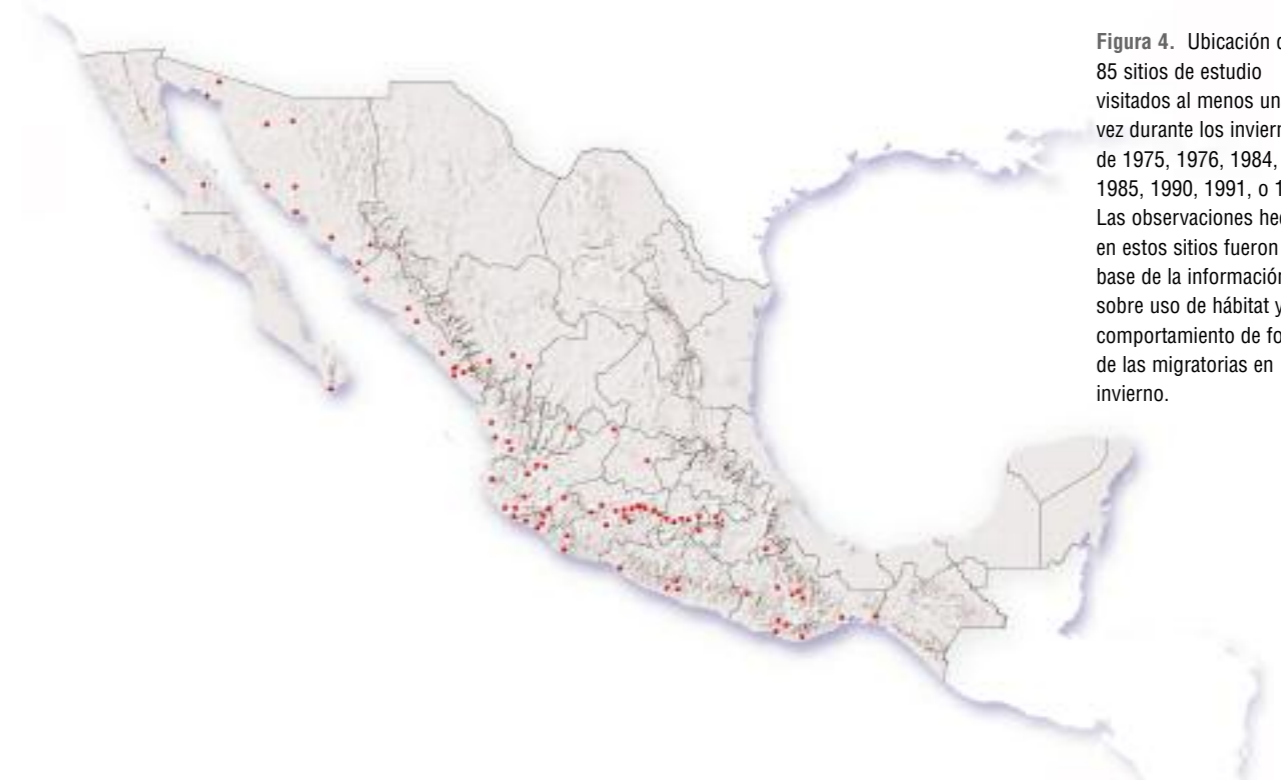 Figura 4. Ubicación
85 sitios de estudio
visitados al menos un
vez durante los
de 1975, 1976, 1984,
1985, 1990, 1991, o
Las observaciones
en estos sitios fueron
base de la información
sobre uso de hábitat y
comportamiento de
de las migratorias en
invierno.